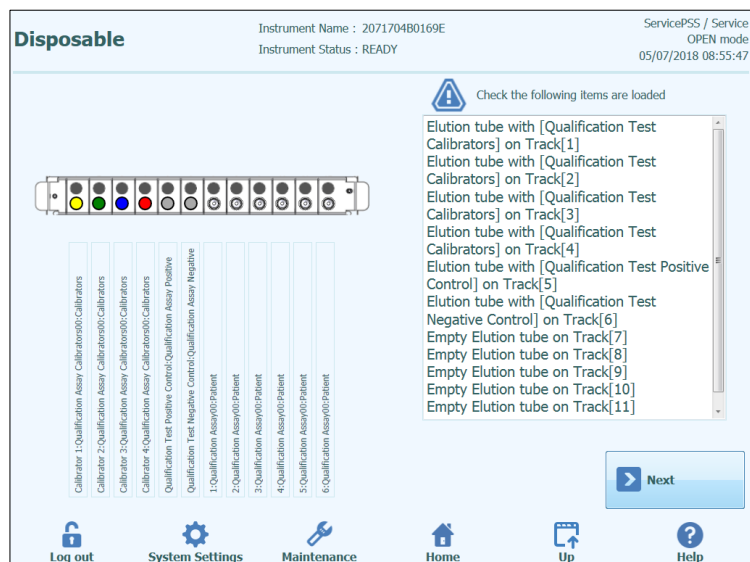 Disposable
Instrument Name : 2071704B0169E
Instrument Status : READY
ServicePSS / Service
OPEN mode
05/07/2018 08:55:47
Check the following items are loaded
Elution tube with [Qualification Test
Calibrators] on Track[1]
Elution tube with [Qualification Test
Calibrators] on Track[2]
Elution tube with [Qualification Test
Calibrators] on Track[3]
Elution tube with [Qualification Test
Calibrators] on Track[4]
Elution tube with [Qualification Test Positive
Control] on Track[5]
Elution tube with [Qualification Test
Negative Control] on Track[6]
Empty Elution tube on Track[7]
Empty Elution tube on Track[8]
Empty Elution tube on Track[9]
Empty Elution tube on Track[10]
Empty Elution tube on Track[11]
Calibrator 1:Qualification Assay Calibrators00:Calibrators
Calibrator 2:Qualification Assay Calibrators00:Calibrators
Calibrator 3:Qualification Assay Calibrators00:Calibrators
Calibrator 4:Qualification Assay Calibrators00:Calibrators
Qualification Test Positive Control:Qualification Assay Positive
Qualification Test Negative Control:Qualification Assay Negative
1:Qualification Assay00:Patient
2:Qualification Assay00:Patient
3:Qualification Assay00:Patient
4:Qualification Assay00:Patient
5:Qualification Assay00:Patient
6:Qualification Assay00:Patient
Next
Log out
System Settings
Maintenance
Home
Up
Help